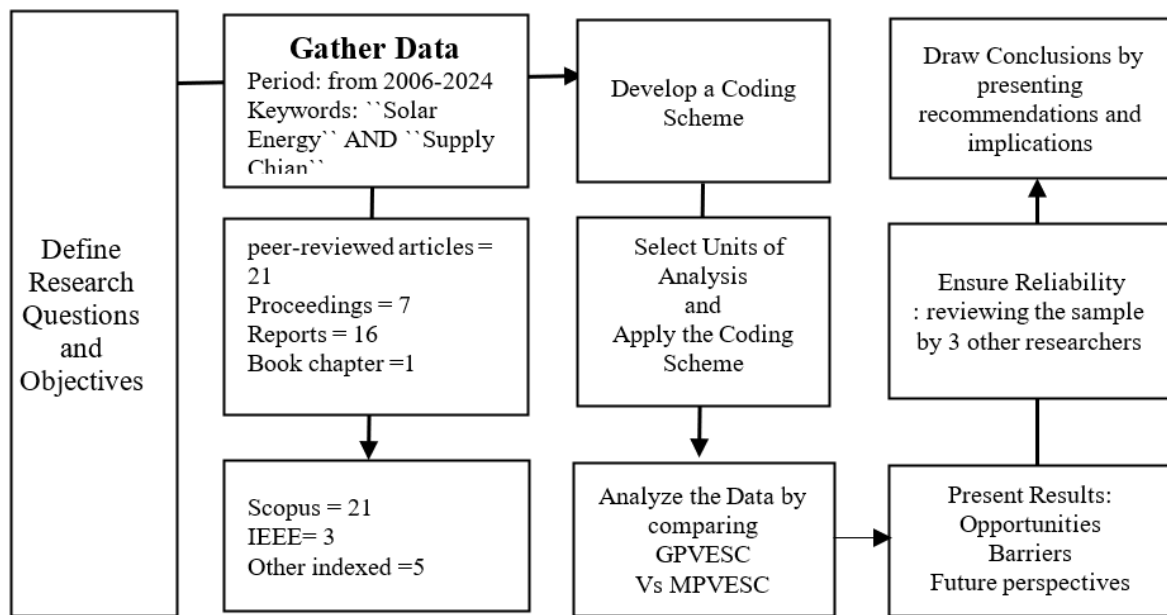 Define
Research
Questions
and
Objectives
Gather Data
Period: from 2006-2024
Keywords: ``Solar
Energy`` AND ``Supply
Chian``
peer-reviewed articles =
21
Proceedings = 7
Reports = 16
Book chapter =1
Scopus = 21
IEEE= 3
Other indexed =5
Develop a Coding
Scheme
Select Units of
Analysis
and
Apply the Coding
Scheme
Analyze the Data by
comparing
GPVESC
Vs MPVESC
Present Results:
Opportunities
Barriers
Future perspectives
Ensure Reliability
: reviewing the sample
by 3 other researchers
Draw Conclusions by
presenting
recommendations and
implications